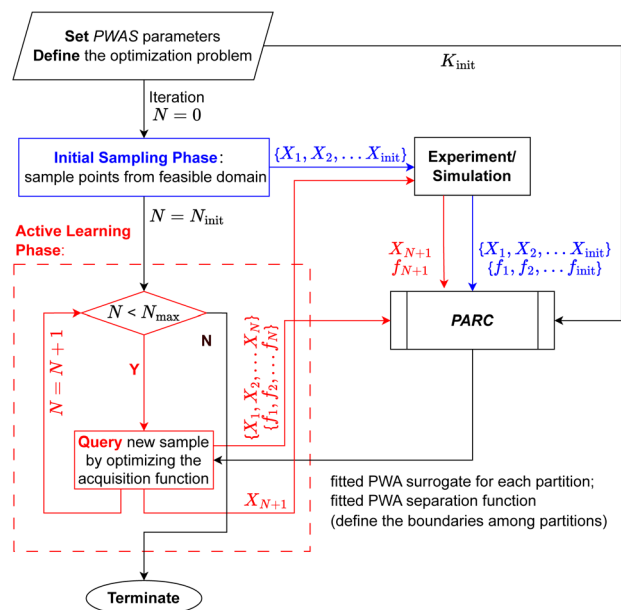 Set PWAS parameters
Define the optimization problem
K_init
Iteration
N = 0
Initial Sampling Phase:
sample points from feasible domain
{X_1, X_2, ... X_init}
Experiment/
Simulation
N = N_init
Active Learning
Phase:
X_{N+1}
f_{N+1}
{X_1, X_2, ... X_init}
{f_1, f_2, ... f_init}
N < N_max
N
PARC
N = N + 1
Y
{X_1, X_2, ... X_N}
{f_1, f_2, ... f_N}
Query new sample
by optimizing the
acquisition function
X_{N+1}
fitted PWA surrogate for each partition;
fitted PWA separation function
(define the boundaries among partitions)
Terminate